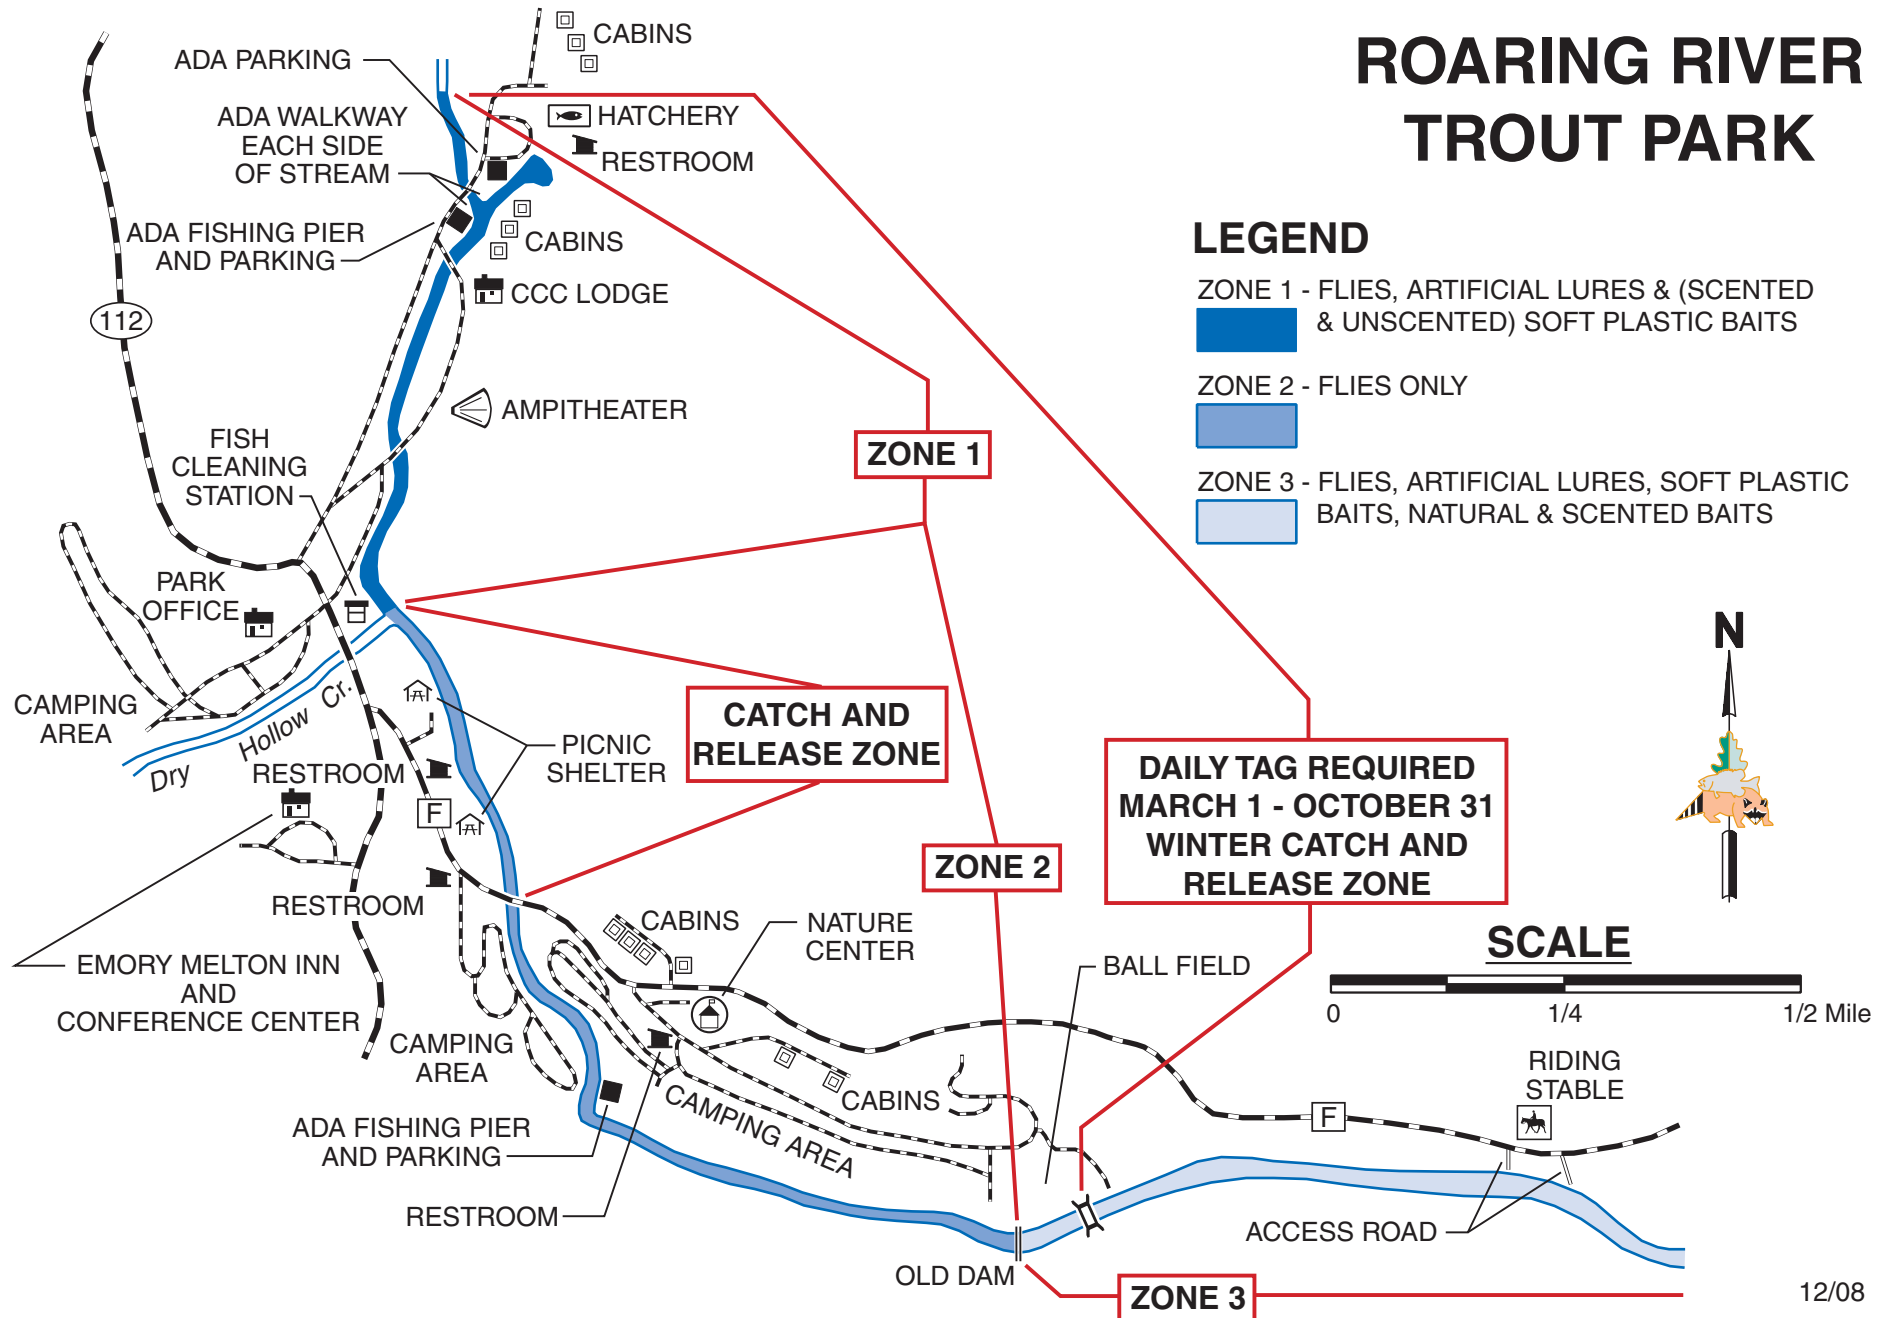 ROARING RIVER
TROUT PARK
CABINS
ADA PARKING
ADA WALKWAY
EACH SIDE
OF STREAM
HATCHERY
RESTROOM
ADA FISHING PIER
AND PARKING
CABINS
CCC LODGE
112
AMPITHEATER
FISH
CLEANING
STATION
PARK
OFFICE
CAMPING
AREA
Dry Hollow Cr.
RESTROOM
PICNIC
SHELTER
F
RESTROOM
EMORY MELTON INN
AND
CONFERENCE CENTER
CAMPING
AREA
CABINS
NATURE
CENTER
BALL FIELD
CABINS
CAMPING AREA
ADA FISHING PIER
AND PARKING
RESTROOM
OLD DAM
ACCESS ROAD
F
RIDING
STABLE
LEGEND
ZONE 1 - FLIES, ARTIFICIAL LURES & (SCENTED
& UNSCENTED) SOFT PLASTIC BAITS
ZONE 2 - FLIES ONLY
ZONE 3 - FLIES, ARTIFICIAL LURES, SOFT PLASTIC
BAITS, NATURAL & SCENTED BAITS
ZONE 1
CATCH AND
RELEASE ZONE
ZONE 2
DAILY TAG REQUIRED
MARCH 1 - OCTOBER 31
WINTER CATCH AND
RELEASE ZONE
ZONE 3
N
SCALE
0 1/4 1/2 Mile
12/08